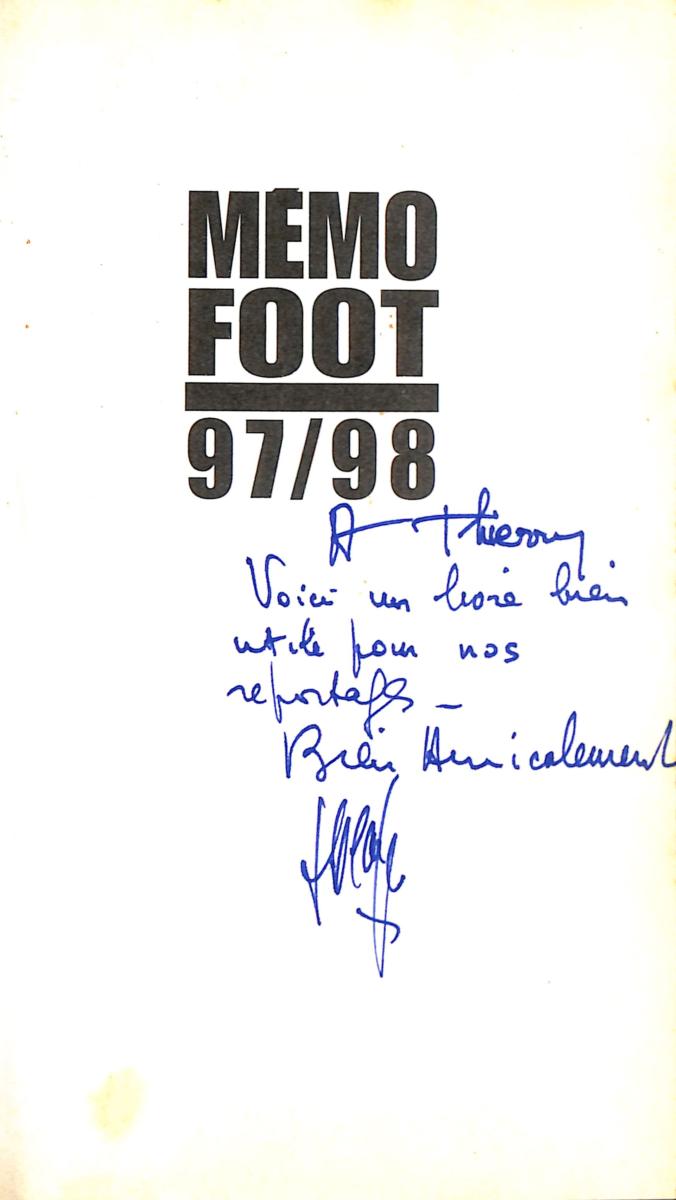 MÉMO
FOOT
97/98
A Thierry
Voici un livre bien
utile pour nos
reportages –
Bien Amicalement